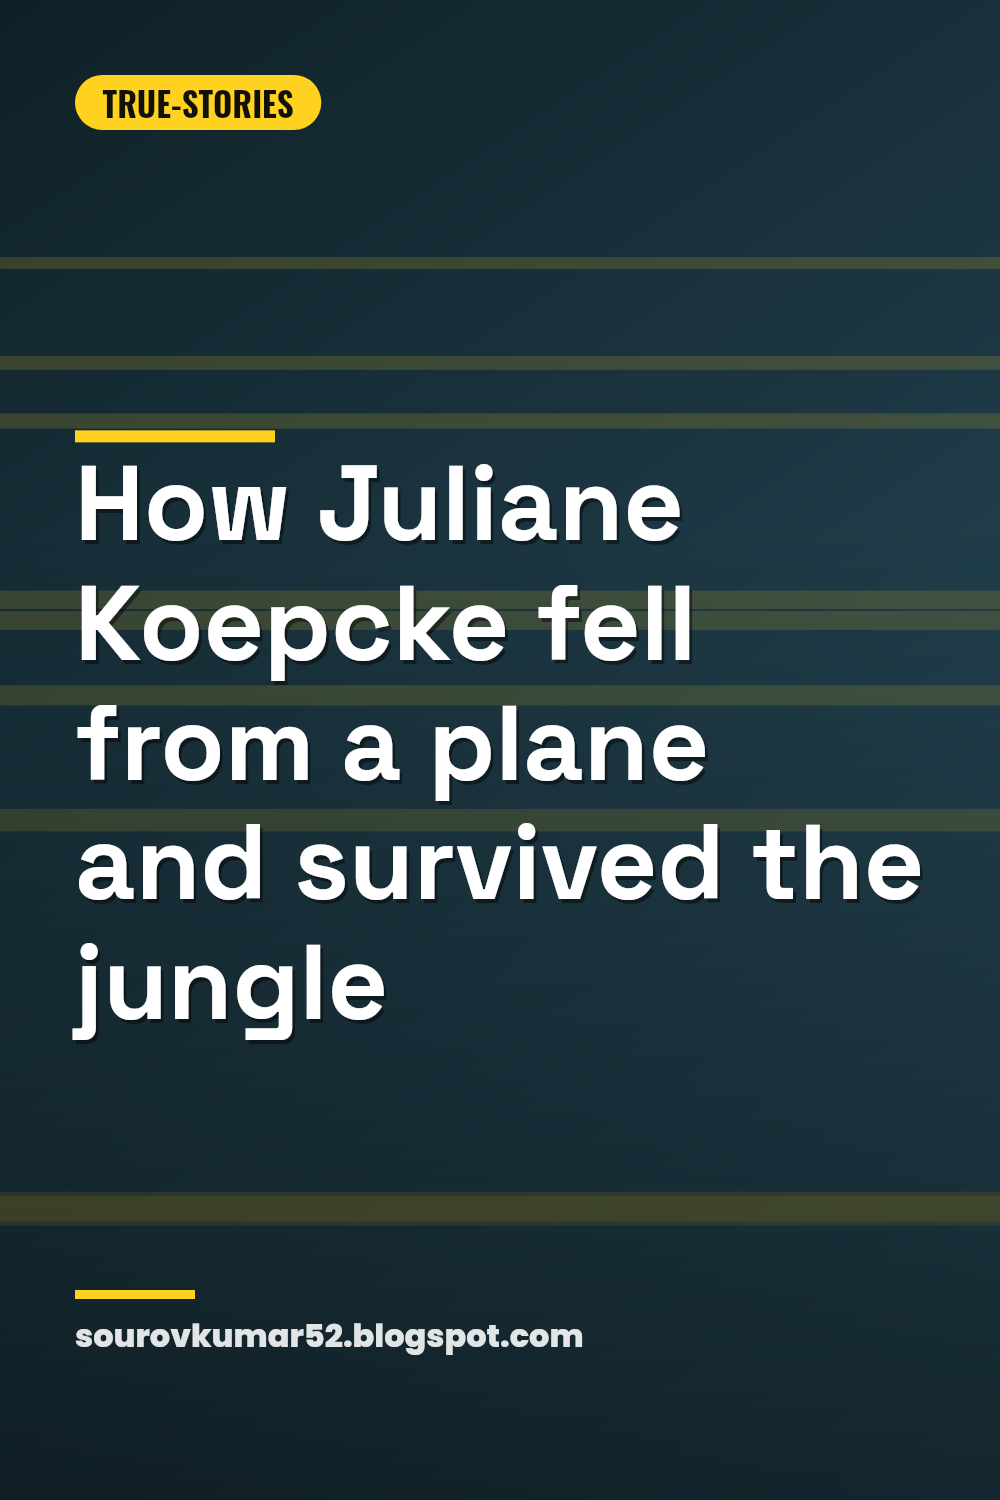 TRUE-STORIES
How Juliane
Koepcke fell
from a plane
and survived the
jungle
sourovkumar52.blogspot.com